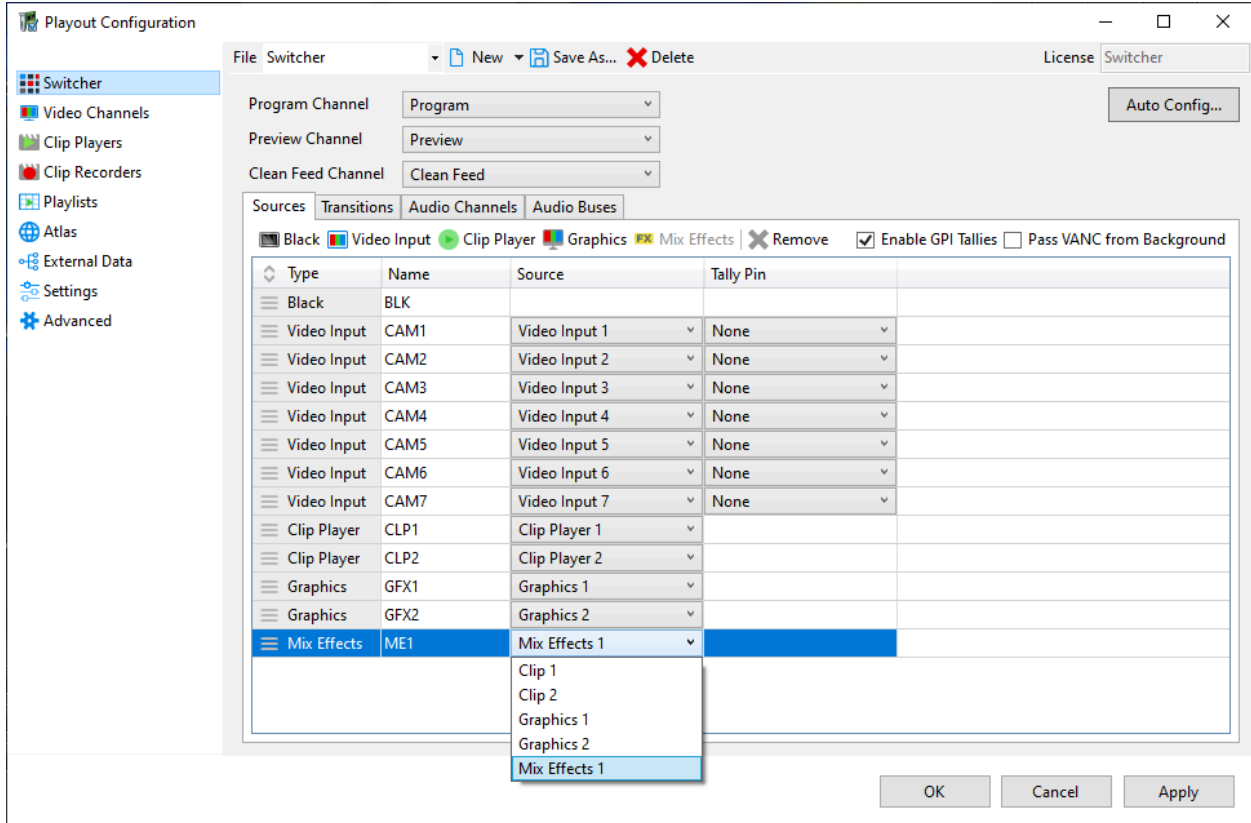 Playout Configuration
File Switcher New Save As... Delete License Switcher
Switcher
Video Channels
Clip Players
Clip Recorders
Playlists
Atlas
External Data
Settings
Advanced
Program Channel Program Auto Config...
Preview Channel Preview
Clean Feed Channel Clean Feed
Sources Transitions Audio Channels Audio Buses
Black Video Input Clip Player Graphics FX Mix Effects Remove Enable GPI Tallies Pass VANC from Background
Type Name Source Tally Pin
Black BLK
Video Input CAM1 Video Input 1 None
Video Input CAM2 Video Input 2 None
Video Input CAM3 Video Input 3 None
Video Input CAM4 Video Input 4 None
Video Input CAM5 Video Input 5 None
Video Input CAM6 Video Input 6 None
Video Input CAM7 Video Input 7 None
Clip Player CLP1 Clip Player 1
Clip Player CLP2 Clip Player 2
Graphics GFX1 Graphics 1
Graphics GFX2 Graphics 2
Mix Effects ME1 Mix Effects 1
Clip 1
Clip 2
Graphics 1
Graphics 2
Mix Effects 1
OK Cancel Apply